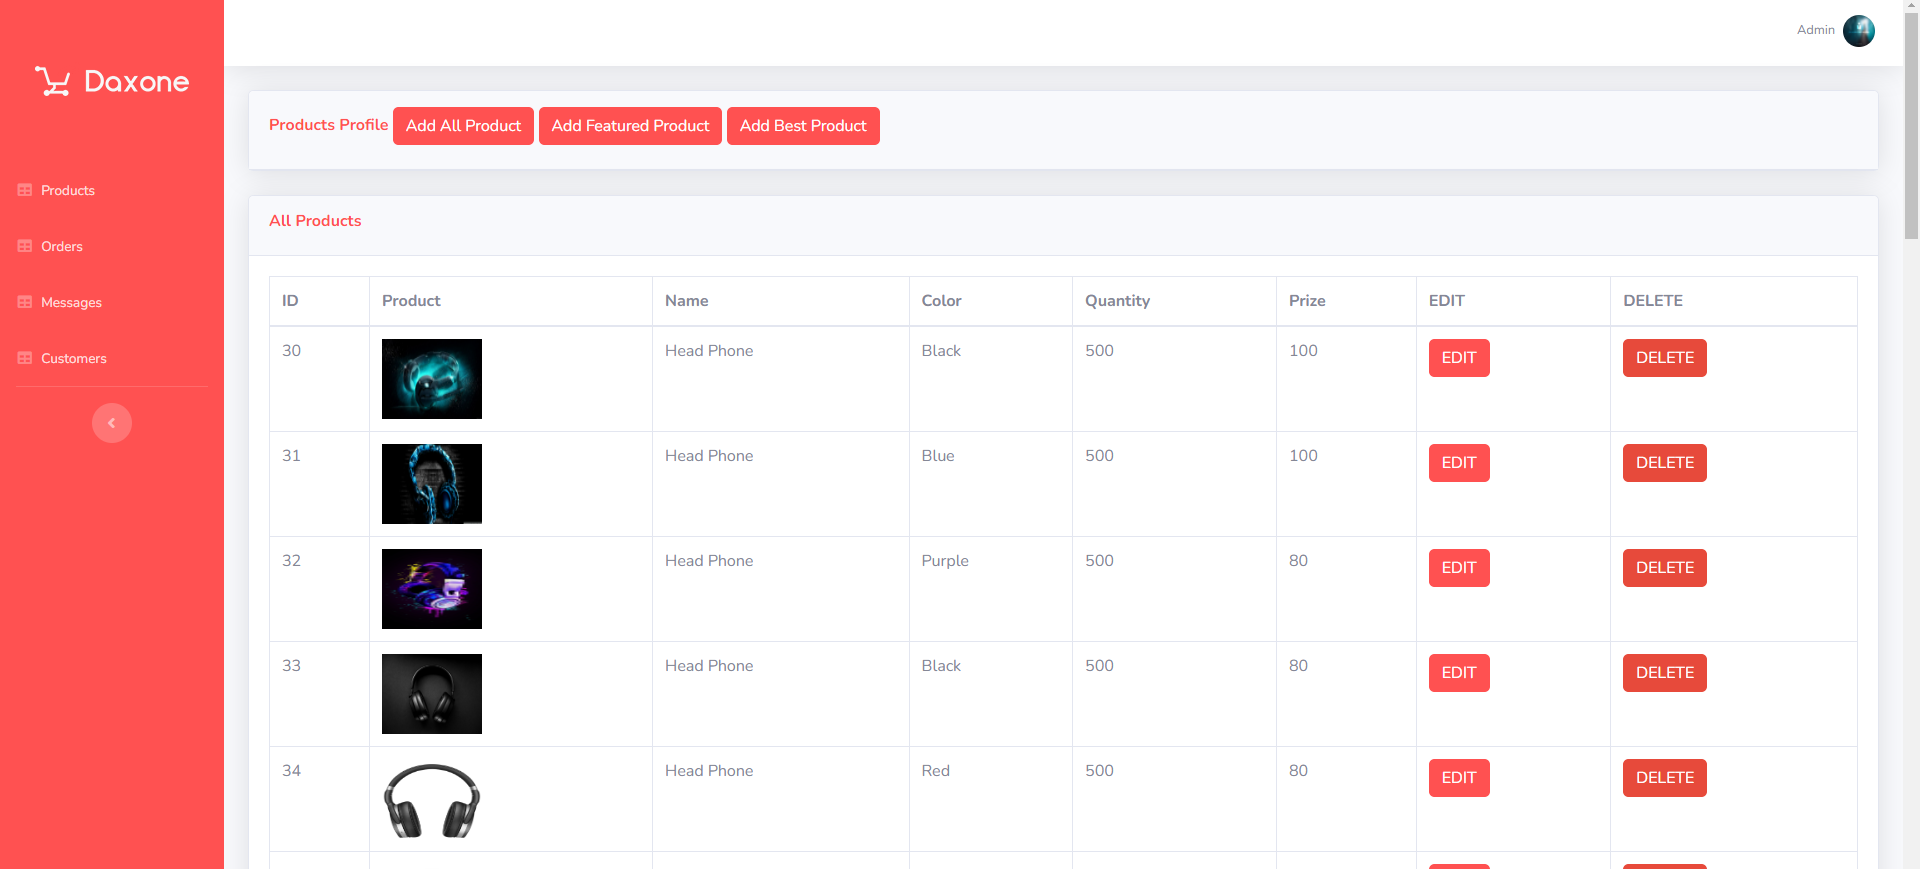 Daxone
Admin
Products
Orders
Messages
Customers
Products Profile Add All Product Add Featured Product Add Best Product
All Products
ID Product Name Color Quantity Prize EDIT DELETE
30 Head Phone Black 500 100 EDIT DELETE
31 Head Phone Blue 500 100 EDIT DELETE
32 Head Phone Purple 500 80 EDIT DELETE
33 Head Phone Black 500 80 EDIT DELETE
34 Head Phone Red 500 80 EDIT DELETE